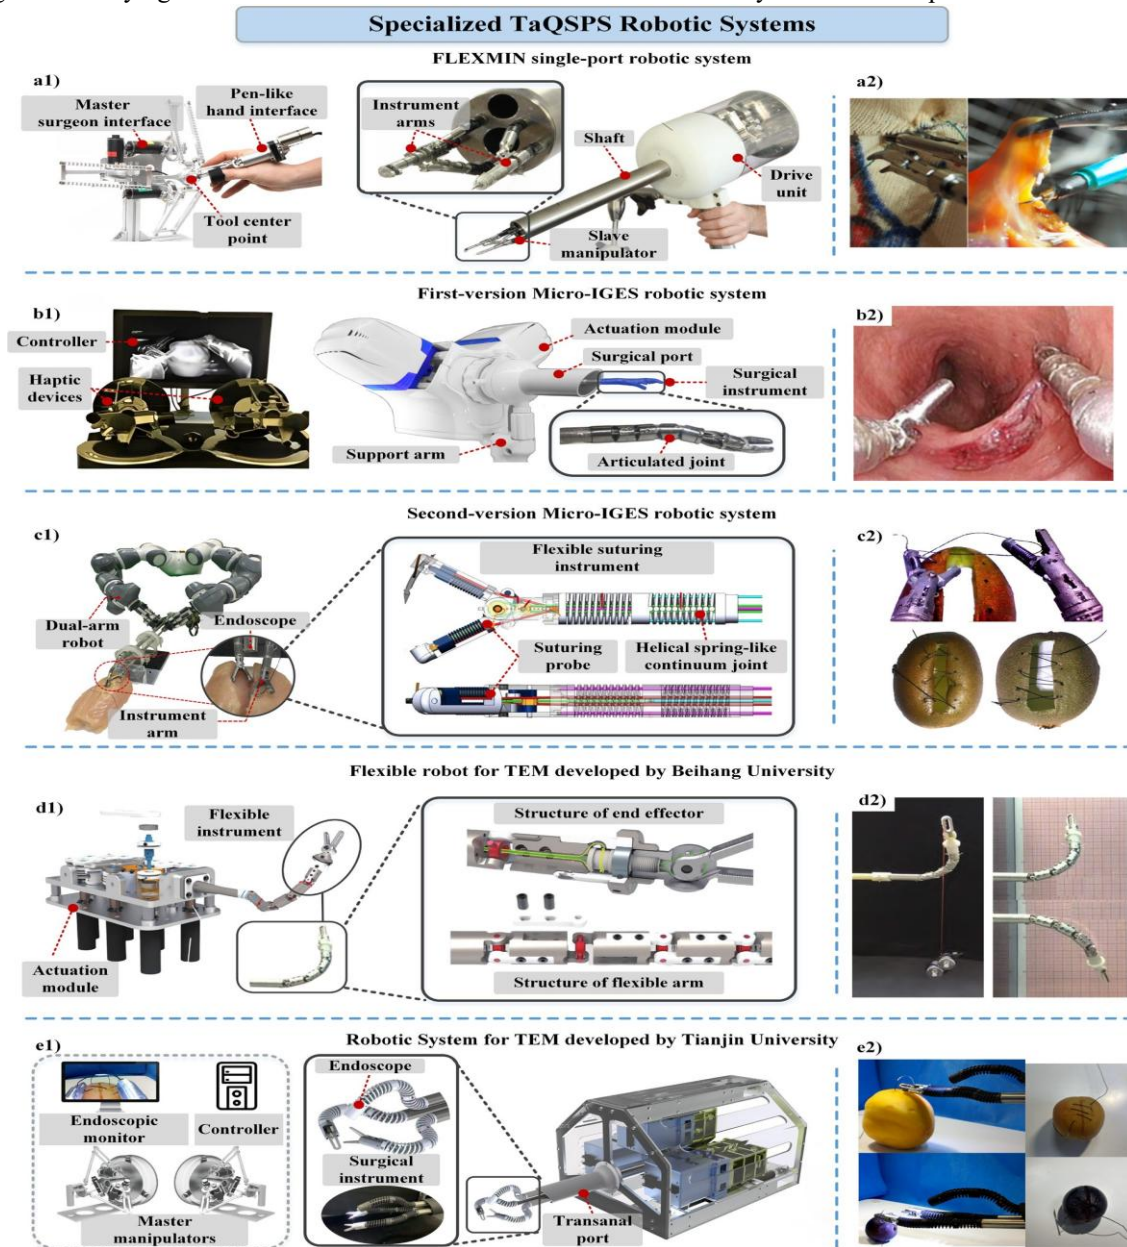 Specialized TaQSPS Robotic Systems
FLEXMIN single-port robotic system
a1)
Master
surgeon interface
Pen-like
hand interface
Tool center
point
Instrument
arms
Shaft
Drive
unit
Slave
manipulator
a2)
First-version Micro-IGES robotic system
b1)
Controller
Haptic
devices
Actuation module
Surgical port
Surgical
instrument
Support arm
Articulated joint
b2)
Second-version Micro-IGES robotic system
c1)
Dual-arm
robot
Endoscope
Instrument
arm
Flexible suturing
instrument
Suturing
probe
Helical spring-like
continuum joint
c2)
Flexible robot for TEM developed by Beihang University
d1)
Flexible
instrument
Actuation
module
Structure of end effector
Structure of flexible arm
d2)
Robotic System for TEM developed by Tianjin University
e1)
Endoscopic
monitor
Controller
Master
manipulators
Endoscope
Surgical
instrument
Transanal
port
e2)